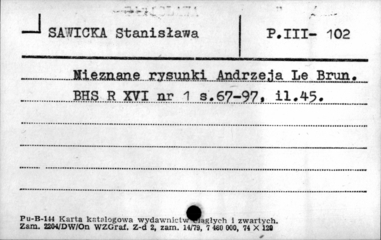 SAWICKA Stanisława
P.III- 102
Nieznane rysunki Andrzeja Le Brun.
BHS R XVI nr 1 s.67-97, il.45.
Pu-B-144 Karta katalogowa wydawnictw ciągłych i zwartych.
Zam. 2204/DW/On WZGraf. Z-d 2, zam. 14/79, 7 460 000, 74 X 120